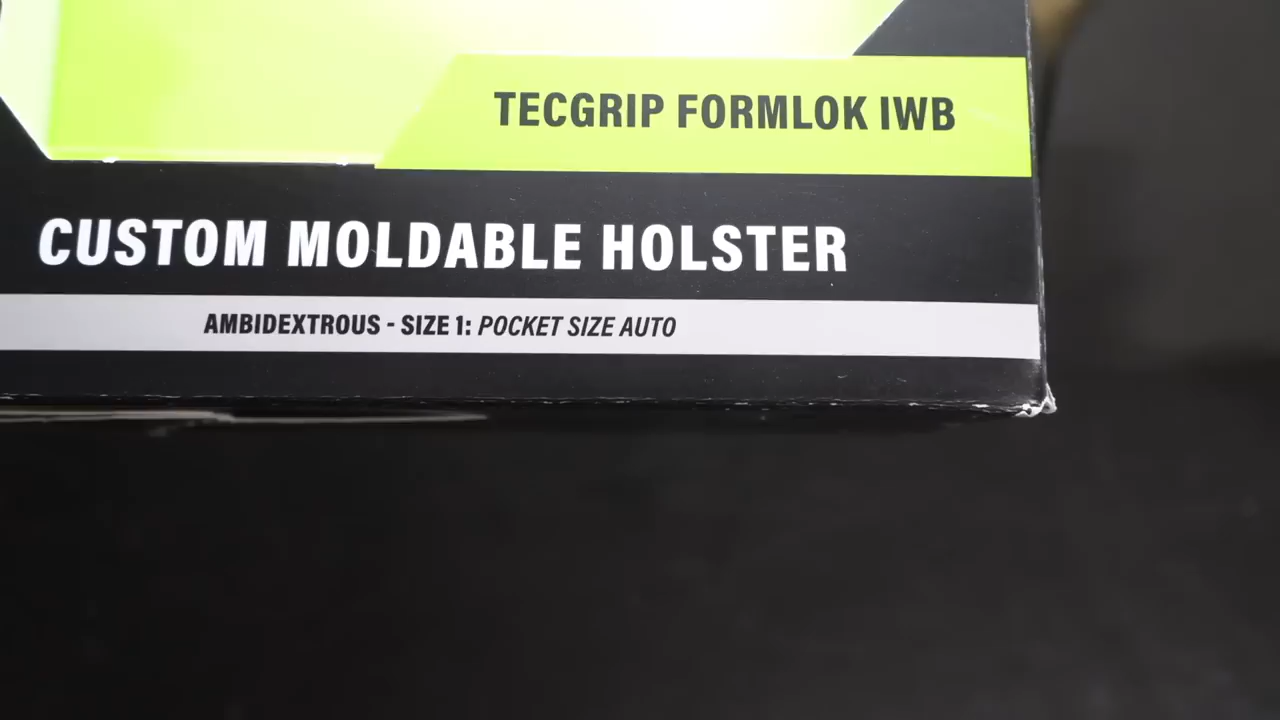 TECGRIP FORMLOK IWB
CUSTOM MOLDABLE HOLSTER
AMBIDEXTROUS - SIZE 1: POCKET SIZE AUTO